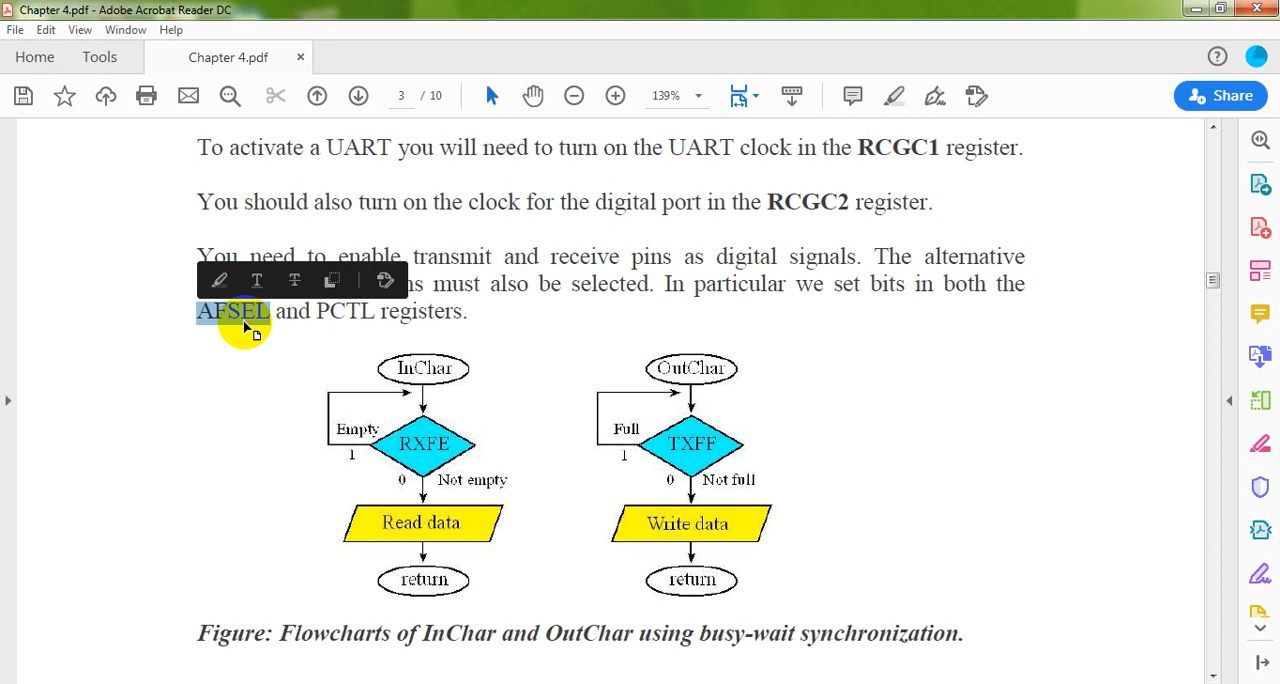 Chapter 4.pdf - Adobe Acrobat Reader DC
File Edit View Window Help
Home Tools Chapter 4.pdf ×
3 / 10 139% Share
To activate a UART you will need to turn on the UART clock in the RCGC1 register.
You should also turn on the clock for the digital port in the RCGC2 register.
You need to enable transmit and receive pins as digital signals. The alternative
must also be selected. In particular we set bits in both the
AFSEL and PCTL registers.
InChar
OutChar
Empty
RXFE
Full
TXFF
1
1
0 Not empty
0 Not full
Read data
Write data
return
return
Figure: Flowcharts of InChar and OutChar using busy-wait synchronization.